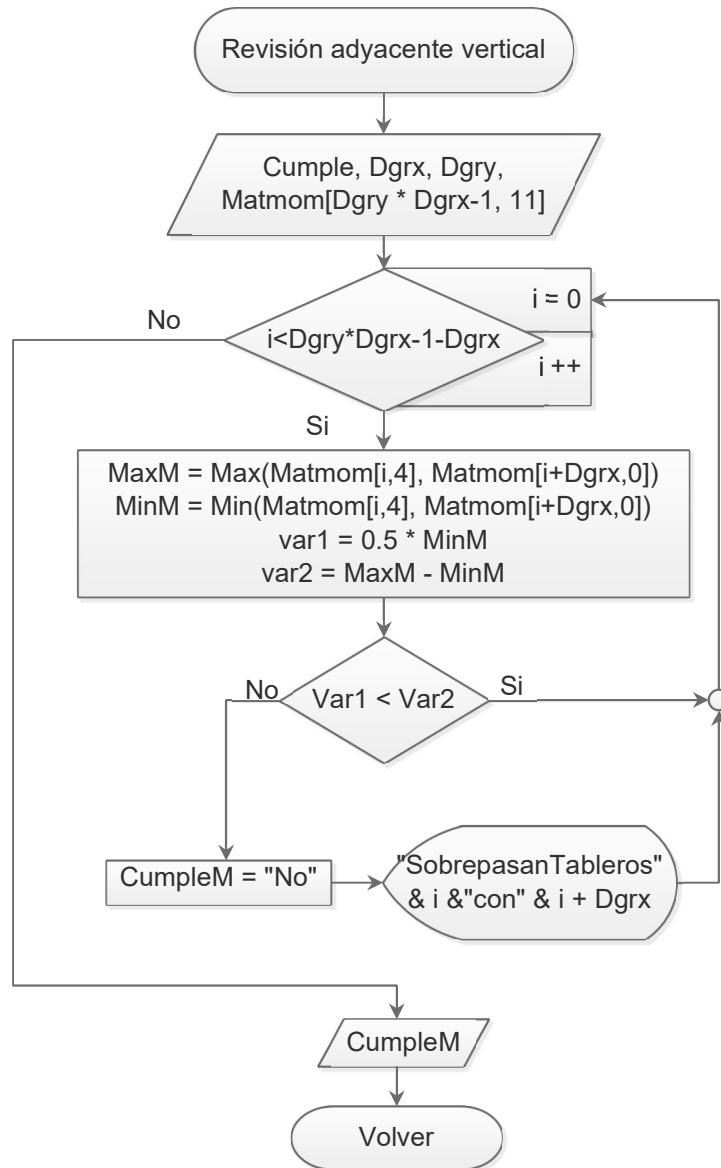 Revisión adyacente vertical
Cumple, Dgrx, Dgry,
Matmom[Dgry * Dgrx-1, 11]
i = 0
No
i<Dgry*Dgrx-1-Dgrx
i ++
Si
MaxM = Max(Matmom[i,4], Matmom[i+Dgrx,0])
MinM = Min(Matmom[i,4], Matmom[i+Dgrx,0])
var1 = 0.5 * MinM
var2 = MaxM - MinM
No
Var1 < Var2
Si
CumpleM = "No"
"SobrepasanTableros"
& i &"con" & i + Dgrx
CumpleM
Volver